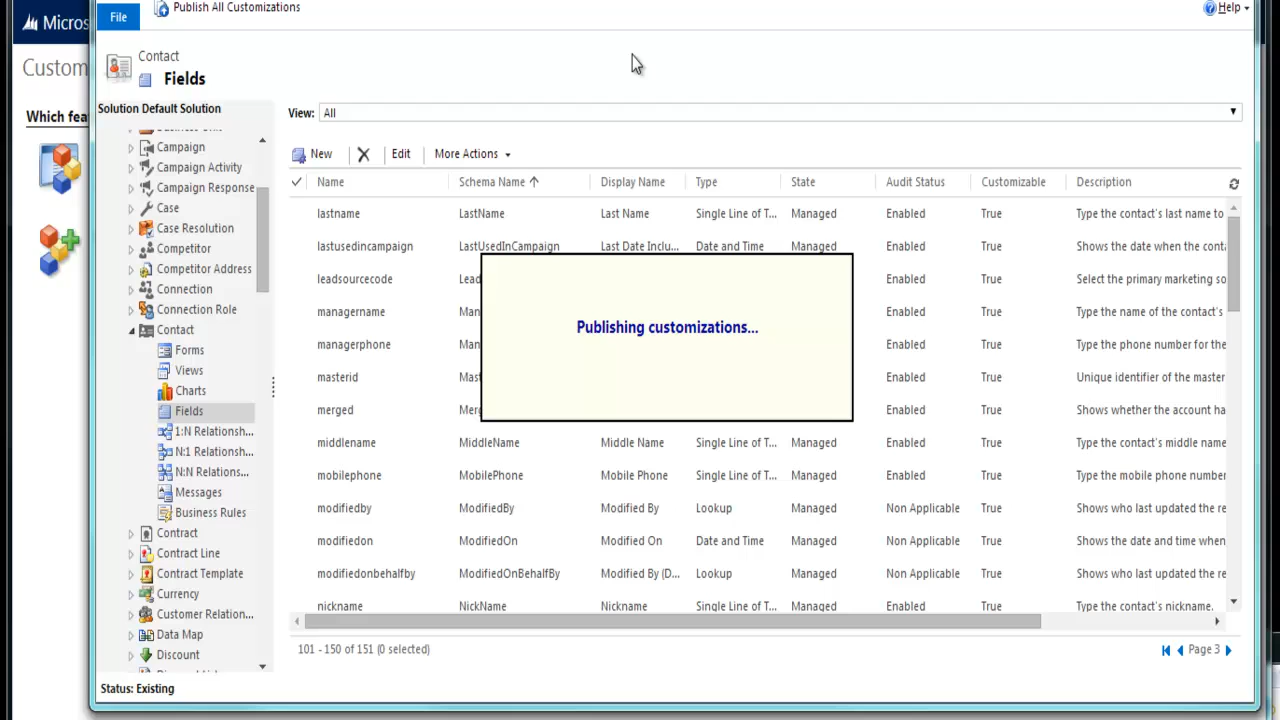 Publish All Customizations
File
Help
Micros
Custom
Contact
Fields
Which fea
Solution Default Solution
View: All
New Edit More Actions
Name Schema Name Display Name Type State Audit Status Customizable Description
Campaign
Campaign Activity
Campaign Response
Case
Case Resolution
Competitor
Competitor Address
Connection
Connection Role
Contact
Forms
Views
Charts
Fields
1:N Relationsh...
N:1 Relationsh...
N:N Relations...
Messages
Business Rules
Contract
Contract Line
Contract Template
Currency
Customer Relation...
Data Map
Discount
lastname LastName Last Name Single Line of T... Managed Enabled True Type the contact's last name to
lastusedincampaign LastUsedInCampaign Last Date Inclu... Date and Time Managed Enabled True Shows the date when the conta
leadsourcecode Lead Enabled True Select the primary marketing so
managername Man Enabled True Type the name of the contact's
managerphone Man Enabled True Type the phone number for the
masterid Mast Enabled True Unique identifier of the master
merged Merg Enabled True Shows whether the account ha
middlename MiddleName Middle Name Single Line of T... Managed Enabled True Type the contact's middle name
mobilephone MobilePhone Mobile Phone Single Line of T... Managed Enabled True Type the mobile phone number
modifiedby ModifiedBy Modified By Lookup Managed Non Applicable True Shows who last updated the re
modifiedon ModifiedOn Modified On Date and Time Managed Non Applicable True Shows the date and time when
modifiedonbehalfby ModifiedOnBehalfBy Modified By (D... Lookup Managed Non Applicable True Shows who last updated the re
nickname NickName Nickname Single Line of T... Managed Enabled True Type the contact's nickname.
Publishing customizations...
101 - 150 of 151 (0 selected)
Page 3
Status: Existing